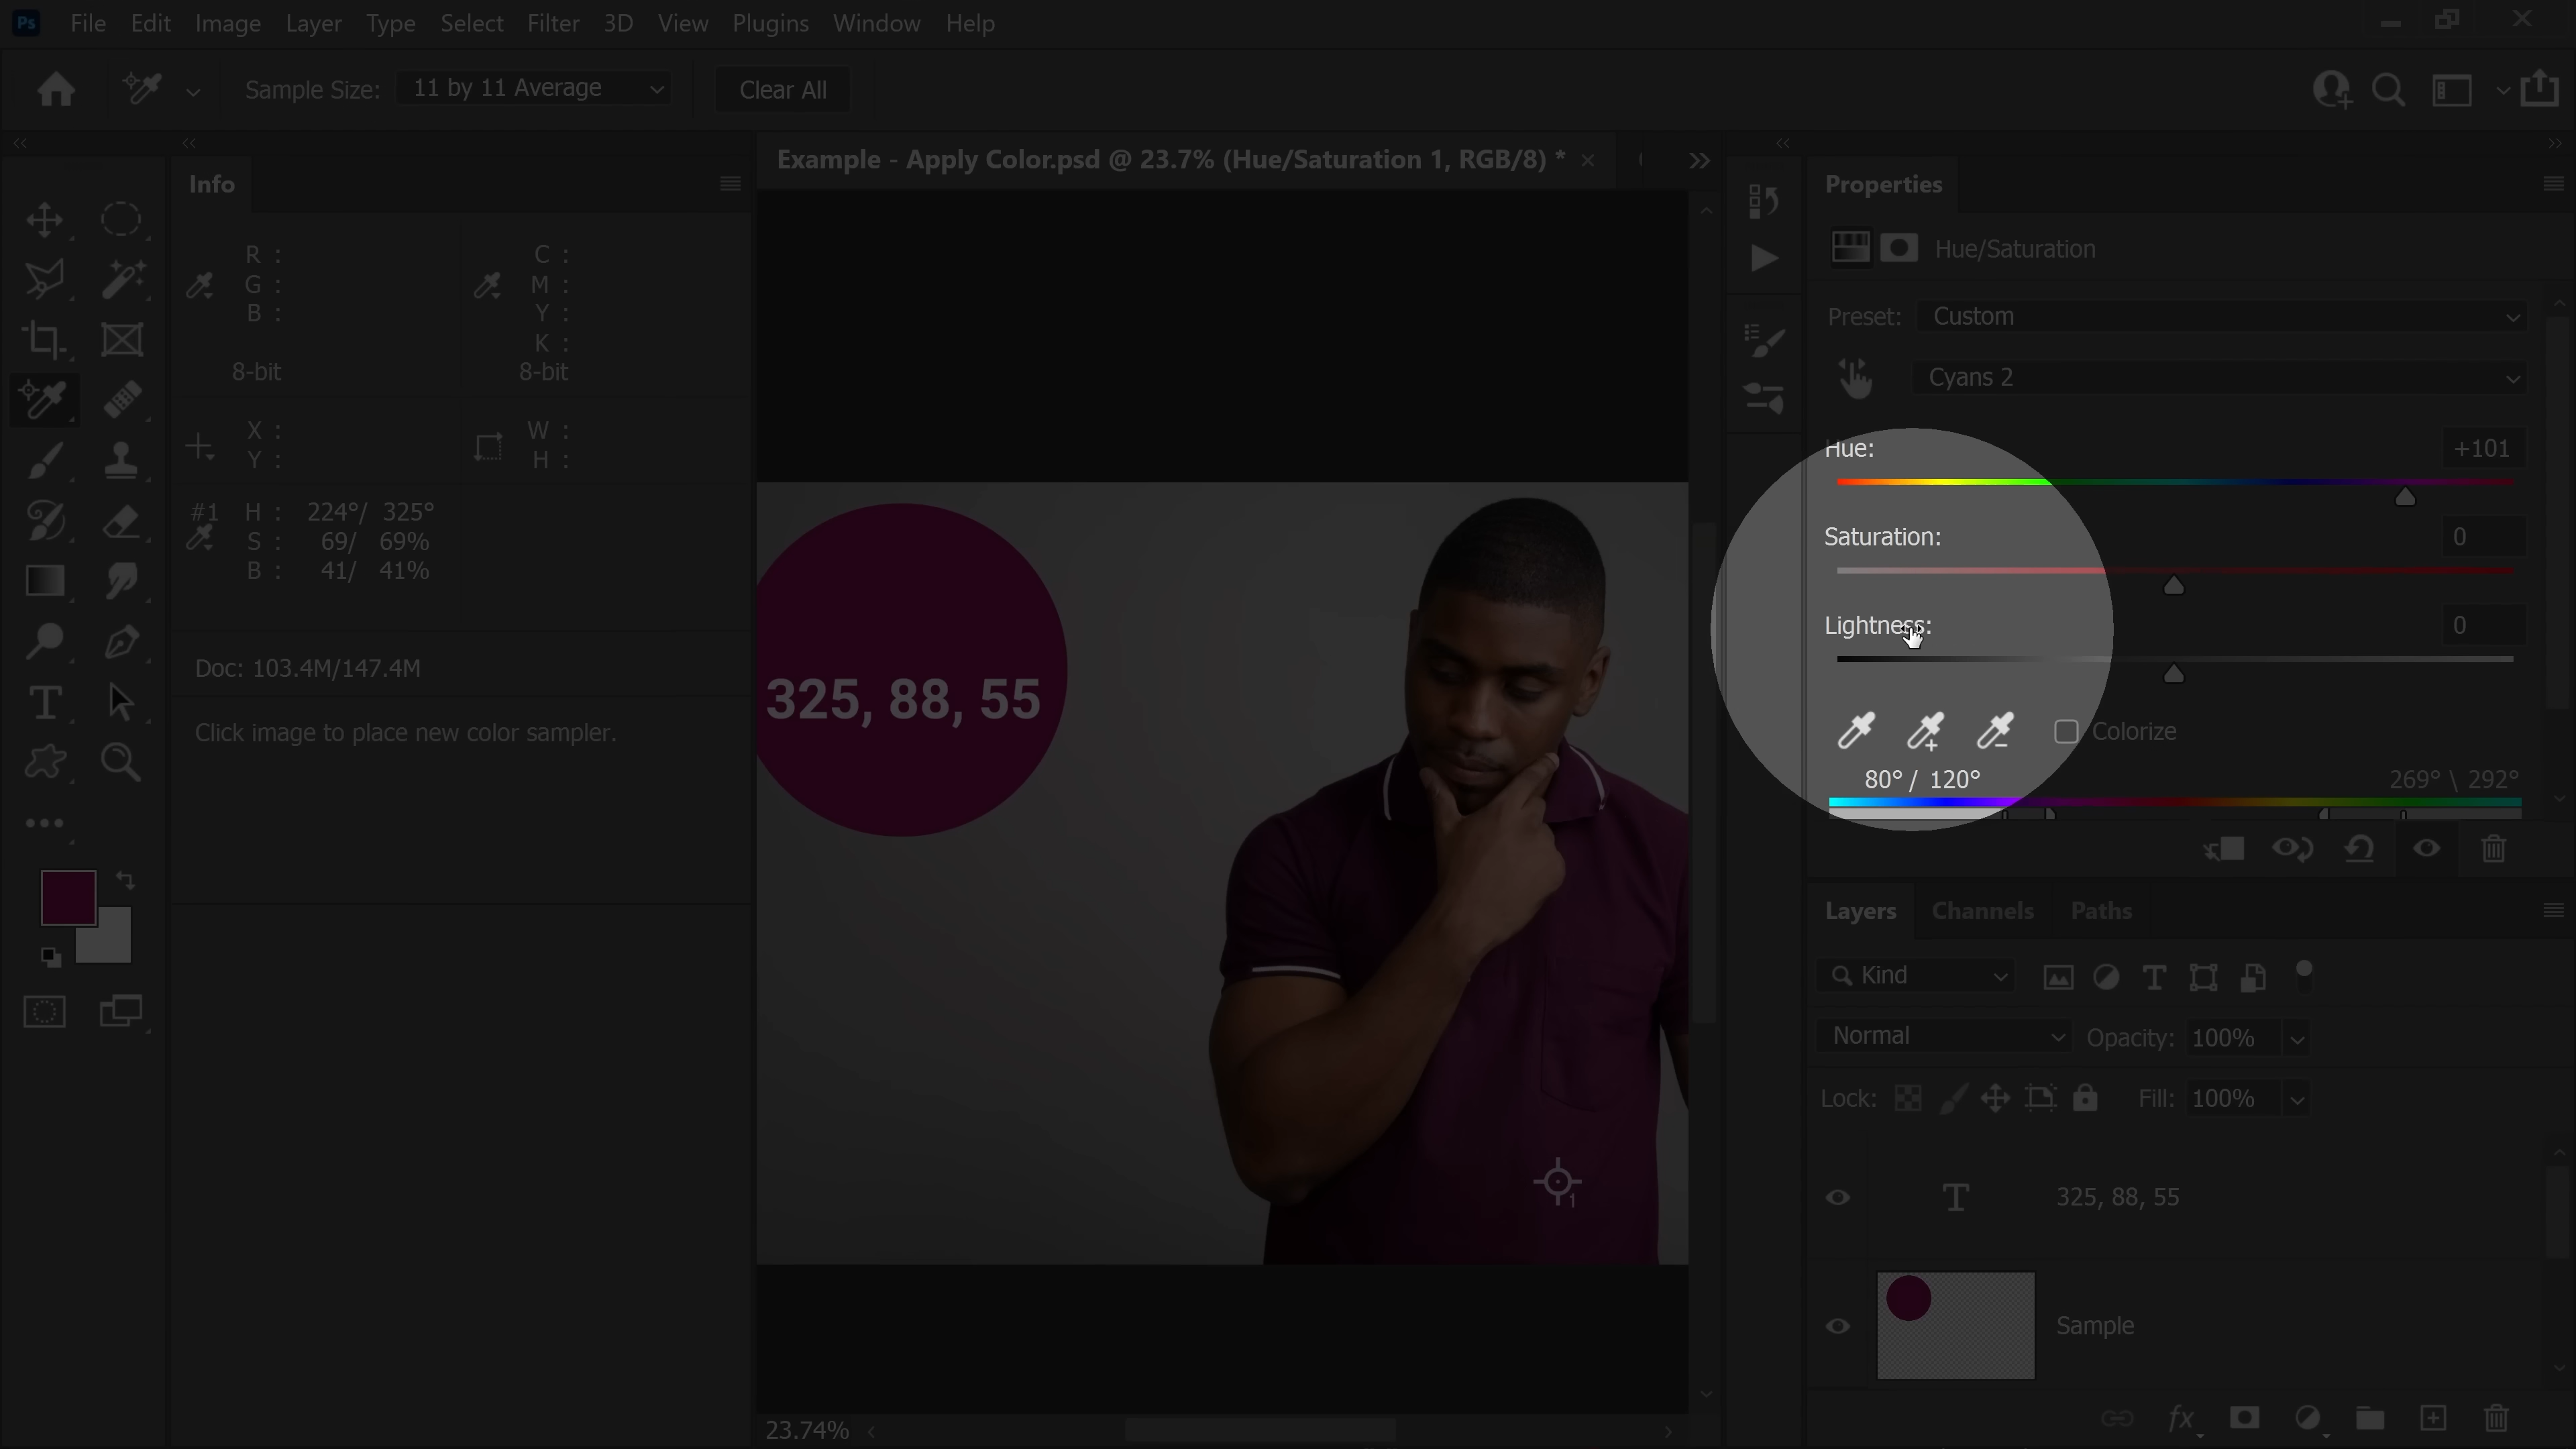 Ps File Edit Image Layer Type Select Filter 3D View Plugins Window Help
Sample Size: 11 by 11 Average Clear All
Info
R :
G :
B :
8-bit
C :
M :
Y :
K :
8-bit
X :
Y :
W :
H :
#1 H : 224°/ 325°
S : 69/ 69%
B : 41/ 41%
Doc: 103.4M/147.4M
Click image to place new color sampler.
Example - Apply Color.psd @ 23.7% (Hue/Saturation 1, RGB/8) *
325, 88, 55
1
23.74%
Properties
Hue/Saturation
Preset: Custom
Cyans 2
Hue: +101
Saturation: 0
Lightness: 0
Colorize
80° / 120° 269° \ 292°
Layers Channels Paths
Kind
Normal Opacity: 100%
Lock: Fill: 100%
T 325, 88, 55
Sample
fx